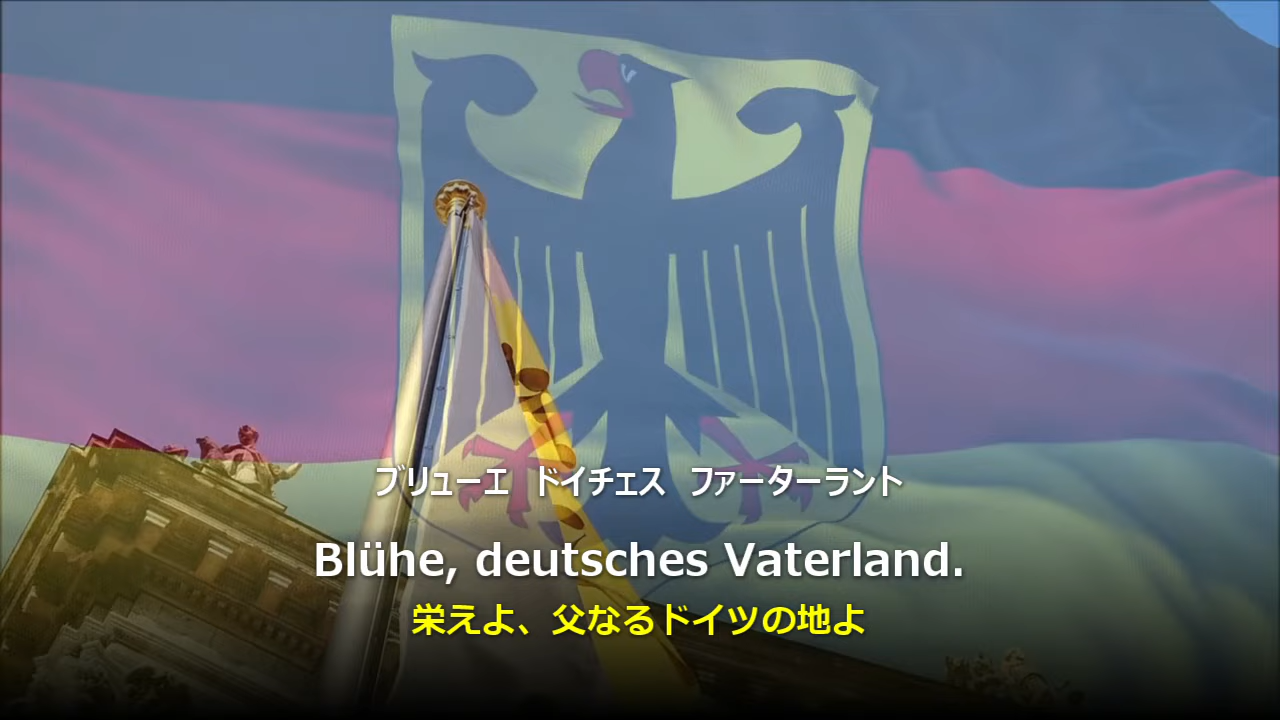 ブリューエ　ドイチェス　ファーターラント
Blühe, deutsches Vaterland.
栄えよ、父なるドイツの地よ